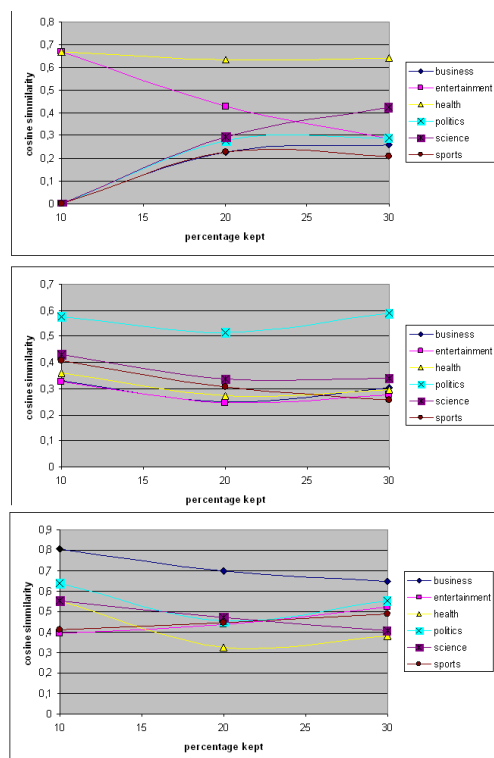 0,8
0,7
0,6
0,5
0,4
0,3
0,2
0,1
0
cosine simmilarity
10 15 20 25 30
percentage kept
business
entertainment
health
politics
science
sports
0,7
0,6
0,5
0,4
0,3
0,2
0,1
0
cosine simmilarity
10 15 20 25 30
percentage kept
business
entertainment
health
politics
science
sports
0,9
0,8
0,7
0,6
0,5
0,4
0,3
0,2
0,1
0
cosine simmilarity
10 15 20 25 30
percentage kept
business
entertainment
health
politics
science
sports